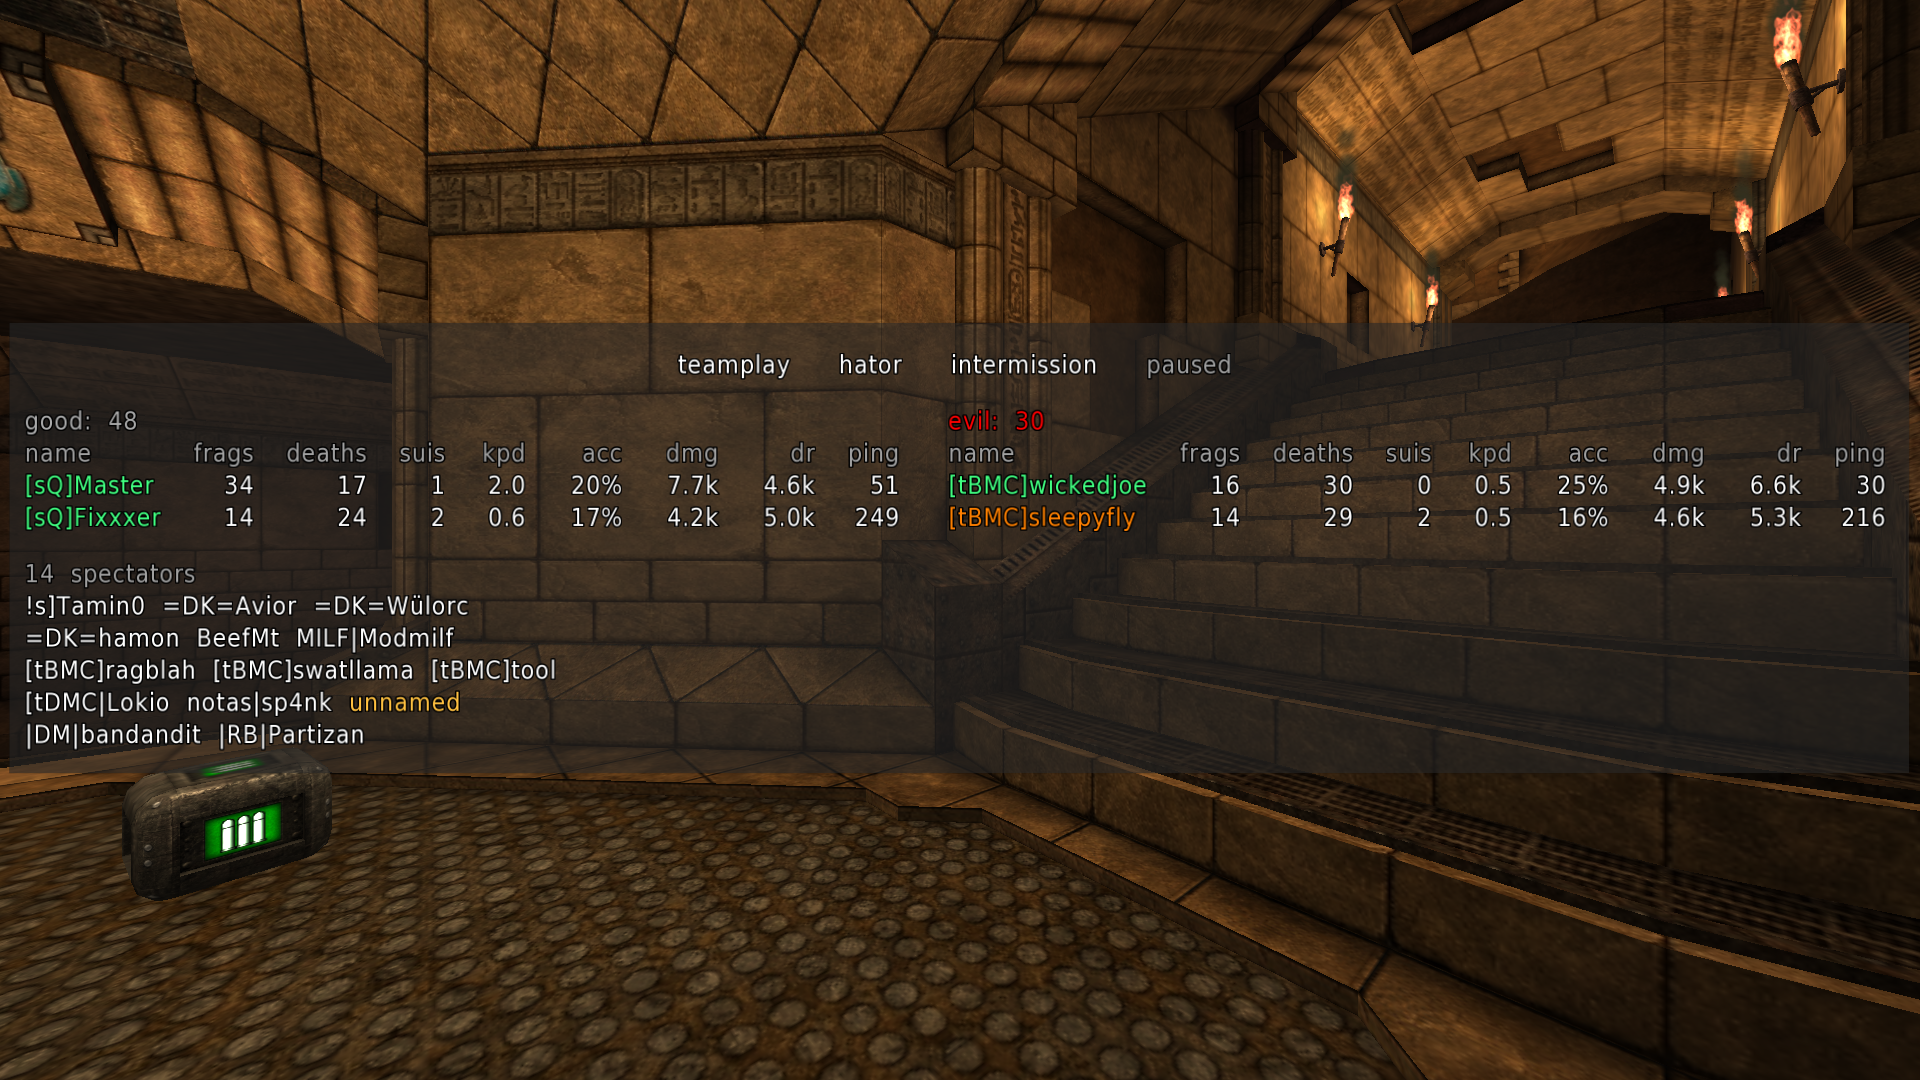 teamplay hator intermission paused
good: 48
name frags deaths suis kpd acc dmg dr ping
[sQ]Master 34 17 1 2.0 20% 7.7k 4.6k 51
[sQ]Fixxxer 14 24 2 0.6 17% 4.2k 5.0k 249
evil: 30
name frags deaths suis kpd acc dmg dr ping
[tBMC]wickedjoe 16 30 0 0.5 25% 4.9k 6.6k 30
[tBMC]sleepyfly 14 29 2 0.5 16% 4.6k 5.3k 216
14 spectators
!s]Tamin0 =DK=Avior =DK=Wülorc
=DK=hamon BeefMt MILF|Modmilf
[tBMC]ragblah [tBMC]swatllama [tBMC]tool
[tDMC|Lokio notas|sp4nk unnamed
|DM|bandandit |RB|Partizan